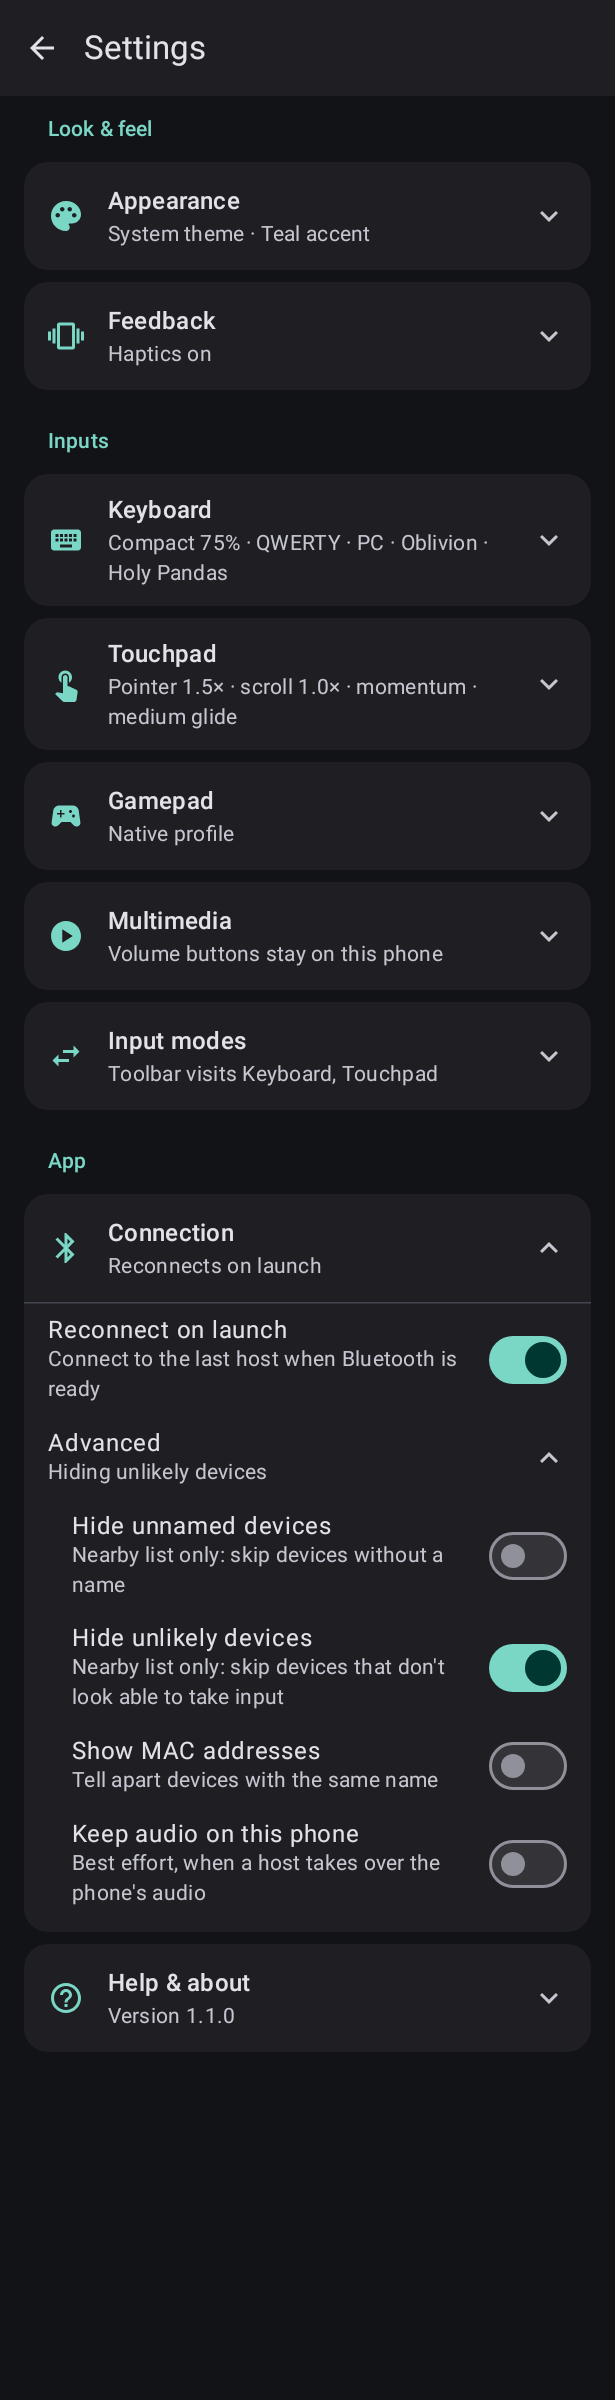 Settings
Look & feel
Appearance
System theme · Teal accent
Feedback
Haptics on
Inputs
Keyboard
Compact 75% · QWERTY · PC · Oblivion ·
Holy Pandas
Touchpad
Pointer 1.5× · scroll 1.0× · momentum ·
medium glide
Gamepad
Native profile
Multimedia
Volume buttons stay on this phone
Input modes
Toolbar visits Keyboard, Touchpad
App
Connection
Reconnects on launch
Reconnect on launch
Connect to the last host when Bluetooth is
ready
Advanced
Hiding unlikely devices
Hide unnamed devices
Nearby list only: skip devices without a
name
Hide unlikely devices
Nearby list only: skip devices that don't
look able to take input
Show MAC addresses
Tell apart devices with the same name
Keep audio on this phone
Best effort, when a host takes over the
phone's audio
Help & about
Version 1.1.0